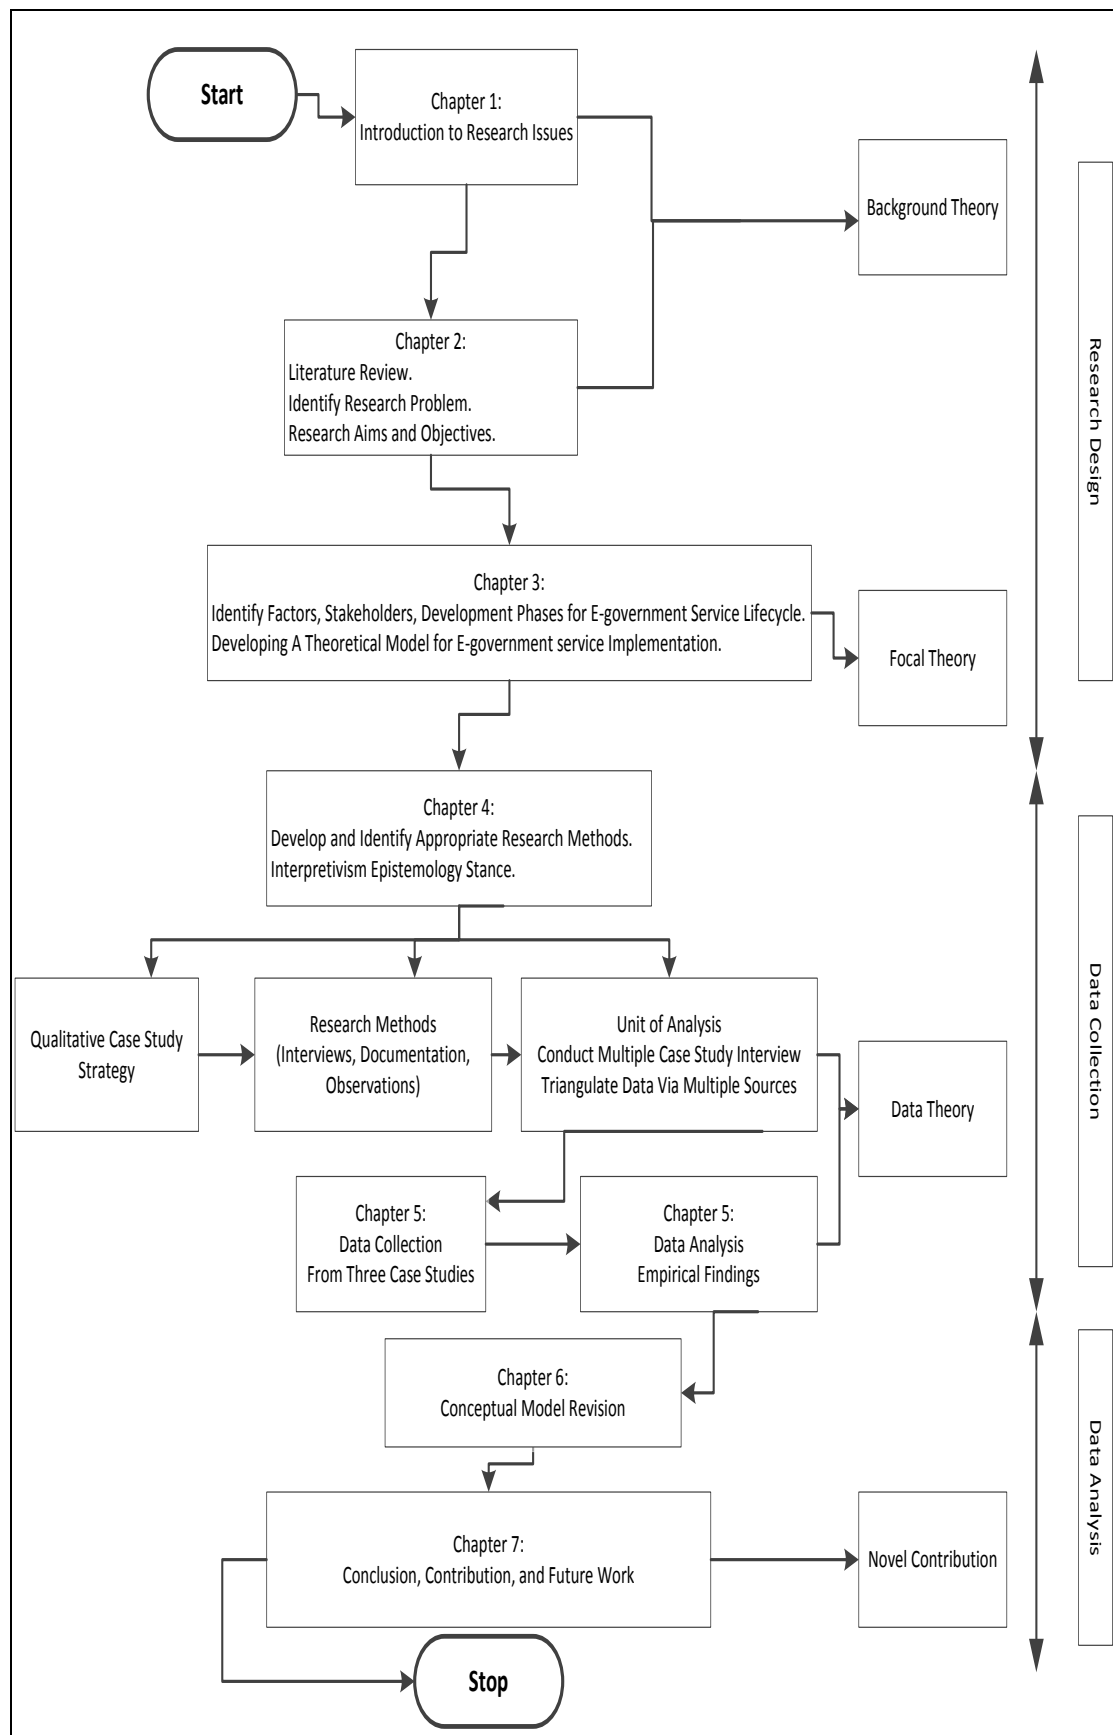 Start
Chapter 1:
Introduction to Research Issues
Background Theory
Chapter 2:
Literature Review.
Identify Research Problem.
Research Aims and Objectives.
Research Design
Chapter 3:
Identify Factors, Stakeholders, Development Phases for E-government Service Lifecycle.
Developing A Theoretical Model for E-government service Implementation.
Focal Theory
Chapter 4:
Develop and Identify Appropriate Research Methods.
Interpretivism Epistemology Stance.
Qualitative Case Study
Strategy
Research Methods
(Interviews, Documentation,
Observations)
Unit of Analysis
Conduct Multiple Case Study Interview
Triangulate Data Via Multiple Sources
Data Theory
Data Collection
Chapter 5:
Data Collection
From Three Case Studies
Chapter 5:
Data Analysis
Empirical Findings
Chapter 6:
Conceptual Model Revision
Data Analysis
Chapter 7:
Conclusion, Contribution, and Future Work
Novel Contribution
Stop